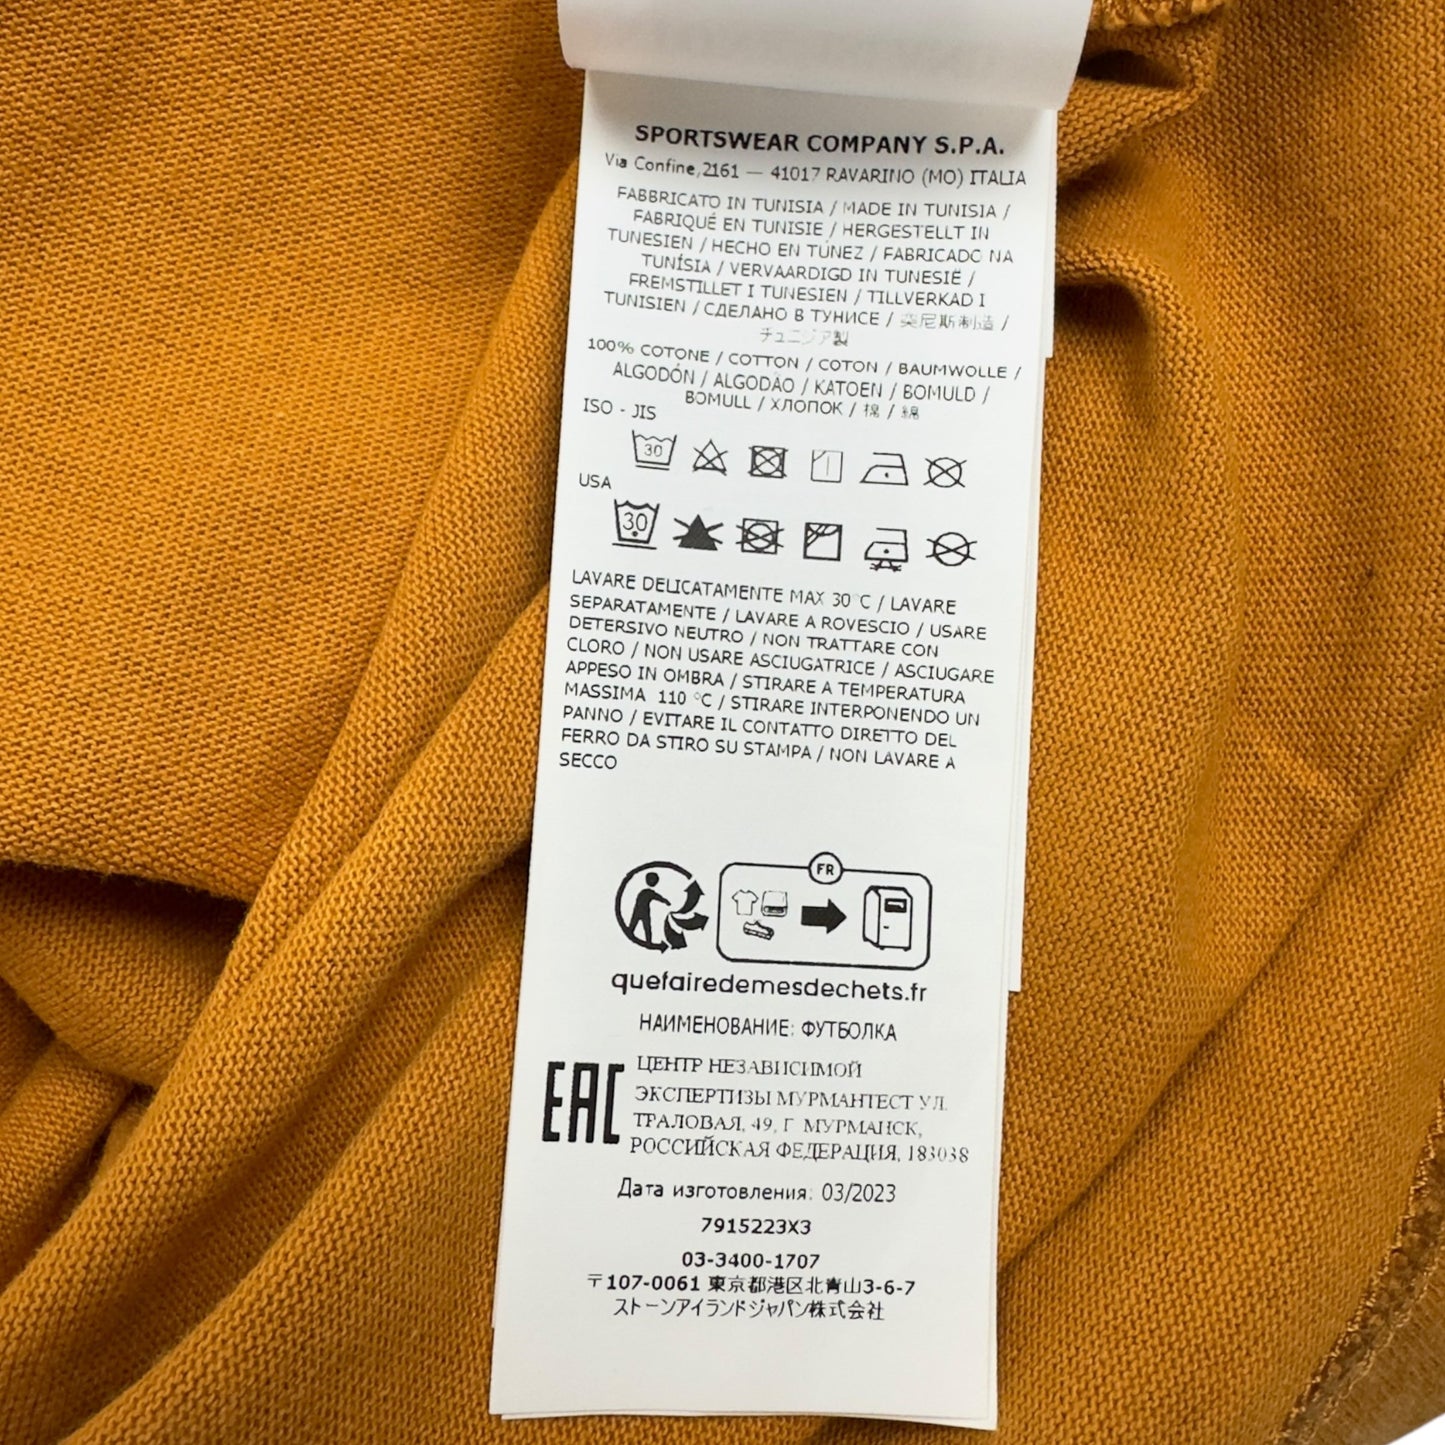 SPORTSWEAR COMPANY S.P.A.
Via Confine,2161 — 41017 RAVARINO (MO) ITALIA
FABBRICATO IN TUNISIA / MADE IN TUNISIA /
FABRIQUÉ EN TUNISIE / HERGESTELLT IN
TUNESIEN / HECHO EN TÚNEZ / FABRICADO NA
TUNÍSIA / VERVAARDIGD IN TUNESIË /
FREMSTILLET I TUNESIEN / TILLVERKAD I
TUNISIEN / СДЕЛАНО В ТУНИСЕ / 突尼斯制造 /
チュニジア製
100% COTONE / COTTON / COTON / BAUMWOLLE /
ALGODÓN / ALGODÃO / KATOEN / BOMULD /
BOMULL / ХЛОПОК / 棉 / 綿
ISO - JIS
30
USA
30
LAVARE DELICATAMENTE MAX 30°C / LAVARE
SEPARATAMENTE / LAVARE A ROVESCIO / USARE
DETERSIVO NEUTRO / NON TRATTARE CON
CLORO / NON USARE ASCIUGATRICE / ASCIUGARE
APPESO IN OMBRA / STIRARE A TEMPERATURA
MASSIMA 110 °C / STIRARE INTERPONENDO UN
PANNO / EVITARE IL CONTATTO DIRETTO DEL
FERRO DA STIRO SU STAMPA / NON LAVARE A
SECCO
FR
quefairedemesdechets.fr
НАИМЕНОВАНИЕ: ФУТБОЛКА
EAC
ЦЕНТР НЕЗАВИСИМОЙ
ЭКСПЕРТИЗЫ МУРМАНТЕСТ УЛ.
ТРАЛОВАЯ, 49, Г. МУРМАНСК,
РОССИЙСКАЯ ФЕДЕРАЦИЯ, 183038
Дата изготовления: 03/2023
7915223X3
03-3400-1707
〒107-0061 東京都港区北青山3-6-7
ストーンアイランドジャパン株式会社